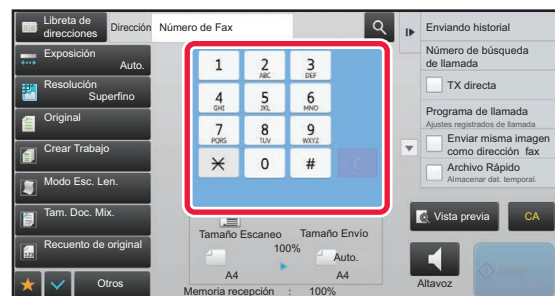 Libreta de
direcciones
Dirección
Número de Fax
Exposición
Auto.
Resolución
Superfino
Original
Crear Trabajo
Modo Esc. Len.
Tam. Doc. Mix.
Recuento de original
Otros
1
2
ABC
3
DEF
4
GHI
5
JKL
6
MNO
7
PQRS
8
TUV
9
WXYZ
0
#
C
Tamaño Escaneo
Tamaño Envío
100%
Auto.
A4
A4
Memoria recepción : 100%
Enviando historial
Número de búsqueda
de llamada
TX directa
Programa de llamada
Ajustes registrados de llamada
Enviar misma imagen
como dirección fax
Archivo Rápido
Almacenar dat. temporal.
Vista previa
CA
Altavoz
Iniciar